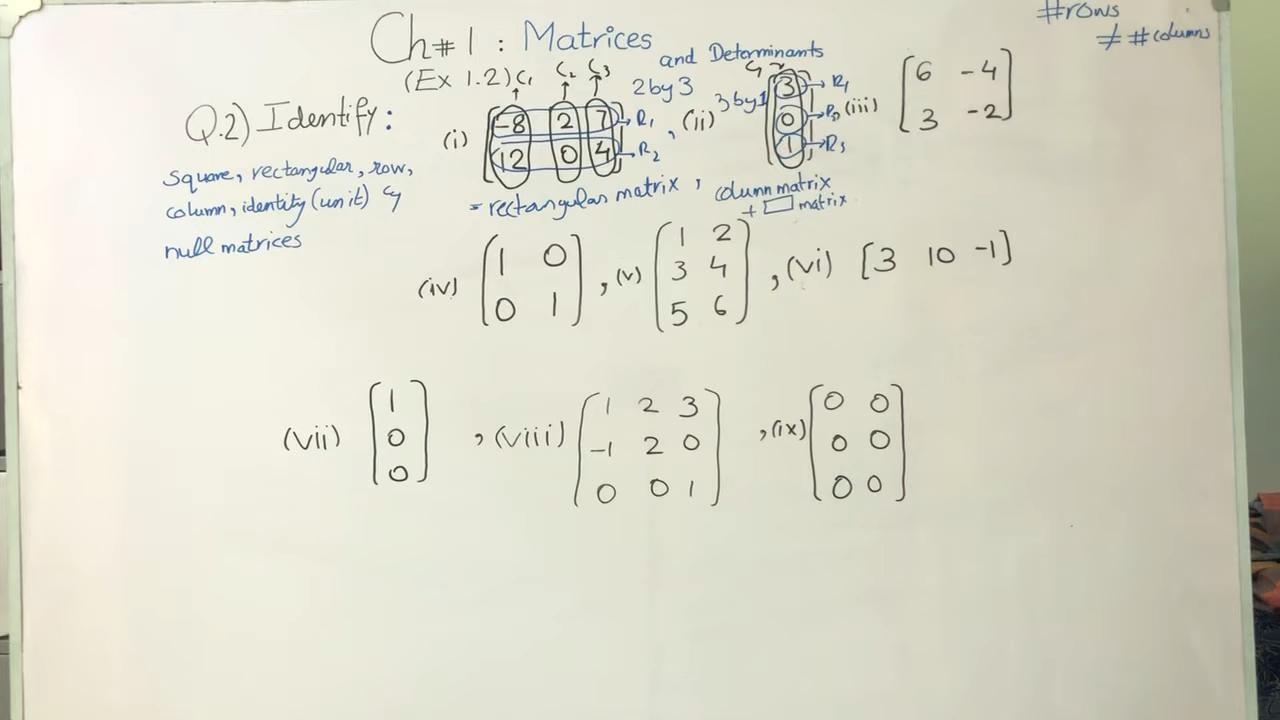 Ch# 1 : Matrices
and Determinants
#rows
≠ #columns
(Ex 1.2)
Q.2) Identify:
square, rectangular, row,
column, identity (unit) &
null matrices
C₁ C₂ C₃
2 by 3
(i) [-8 2 7] → R₁
[12 0 4] → R₂
= rectangular matrix ,
, (ii) 3 by 1
C₁
[3] → R₁
[0]
[1] → R₃
column matrix
+ ▭ matrix
(iii) [6 -4]
[3 -2]
(iv) [1 0]
[0 1]
, (v) [1 2]
[3 4]
[5 6]
, (vi) [3 10 -1]
(vii) [1]
[0]
[0]
, (viii) [1 2 3]
[-1 2 0]
[0 0 1]
, (ix) [0 0]
[0 0]
[0 0]